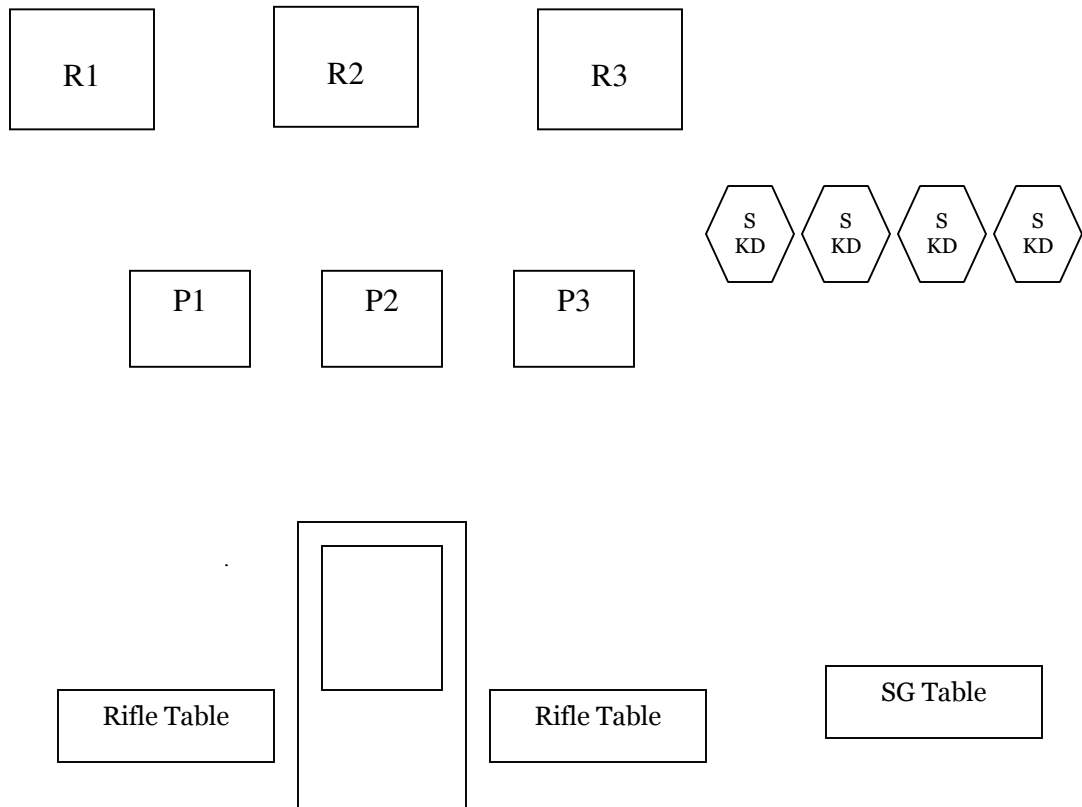 R1
R2
R3
S
KD
S
KD
S
KD
S
KD
P1
P2
P3
.
Rifle Table
Rifle Table
SG Table